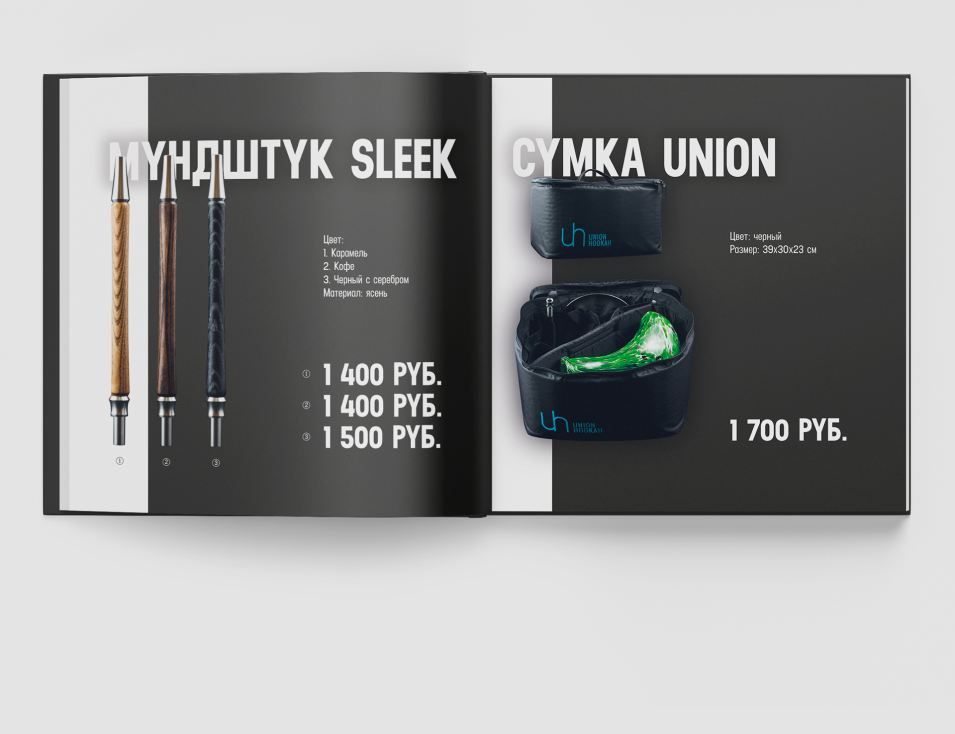 МУНДШТУК SLEEK
Цвет:
1. Карамель
2. Кофе
3. Черный с серебром
Материал: ясень
① 1 400 РУБ.
② 1 400 РУБ.
③ 1 500 РУБ.
① ② ③
СУМКА UNION
uh UNION
HOOKAH
Цвет: черный
Размер: 39x30x23 см
uh UNION
HOOKAH
1 700 РУБ.